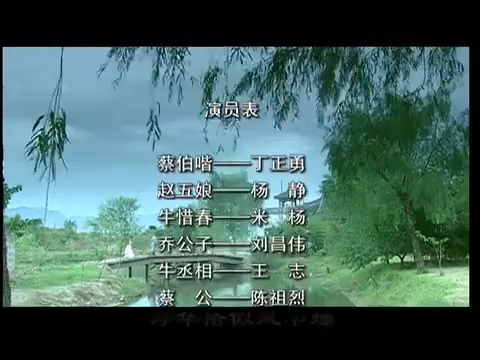 演员表
蔡伯喈——丁正勇
赵五娘——杨　静
牛惜春——米　杨
乔公子——刘昌伟
牛丞相——王　志
蔡　公——陈祖烈